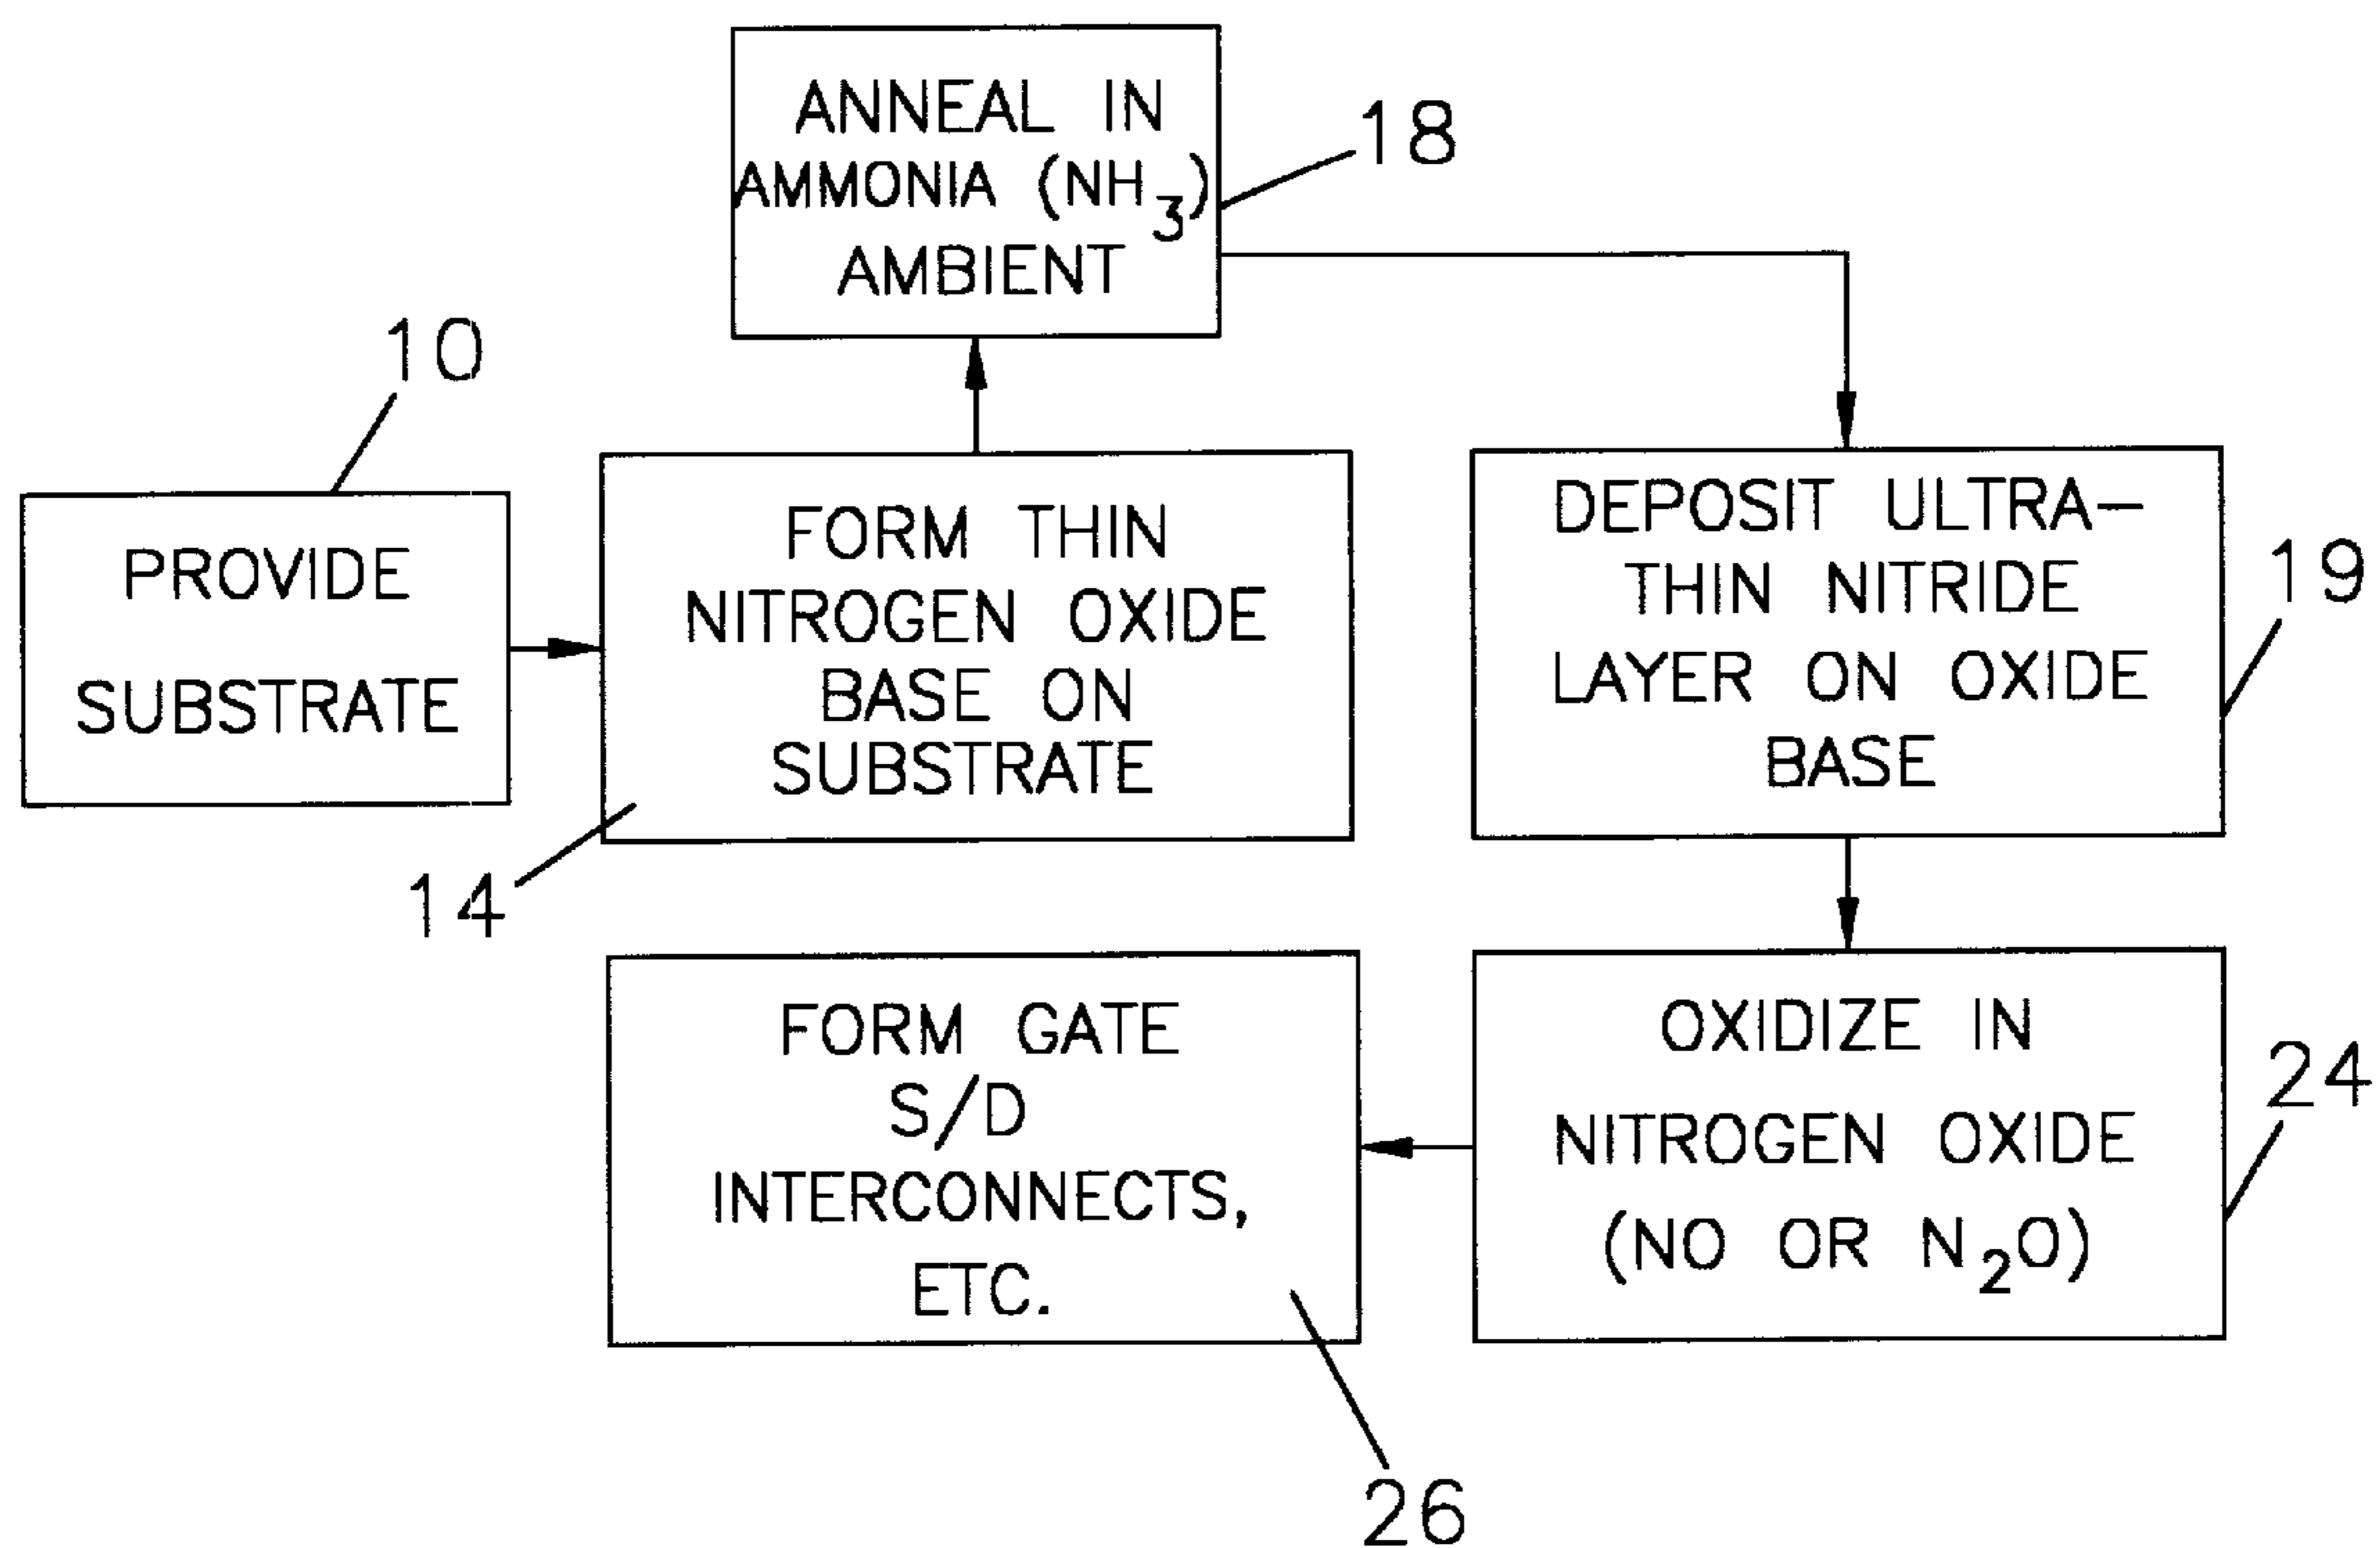 ANNEAL IN
AMMONIA (NH₃)
AMBIENT
18
10
PROVIDE
SUBSTRATE
FORM THIN
NITROGEN OXIDE
BASE ON
SUBSTRATE
14
DEPOSIT ULTRA-
THIN NITRIDE
LAYER ON OXIDE
BASE
19
OXIDIZE IN
NITROGEN OXIDE
(NO OR N₂O)
24
FORM GATE
S/D
INTERCONNECTS,
ETC.
26